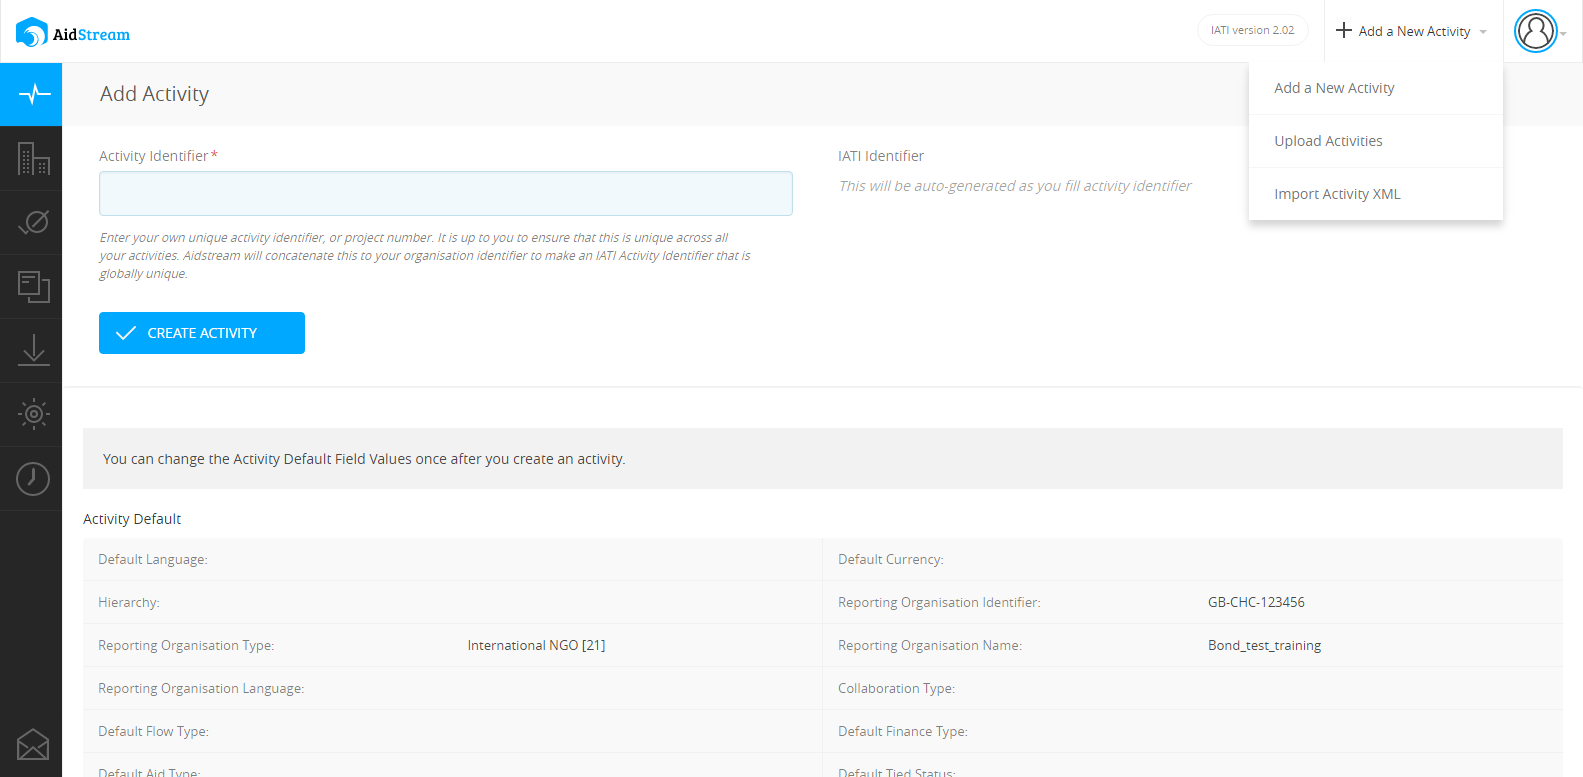 AidStream
IATI version 2.02
Add a New Activity
Add Activity
Add a New Activity
Upload Activities
Import Activity XML
Activity Identifier*
IATI Identifier
This will be auto-generated as you fill activity identifier
Enter your own unique activity identifier, or project number. It is up to you to ensure that this is unique across all
your activities. Aidstream will concatenate this to your organisation identifier to make an IATI Activity Identifier that is
globally unique.
CREATE ACTIVITY
You can change the Activity Default Field Values once after you create an activity.
Activity Default
Default Language:
Default Currency:
Hierarchy:
Reporting Organisation Identifier: GB-CHC-123456
Reporting Organisation Type: International NGO [21]
Reporting Organisation Name: Bond_test_training
Reporting Organisation Language:
Collaboration Type:
Default Flow Type:
Default Finance Type:
Default Aid Type:
Default Tied Status: